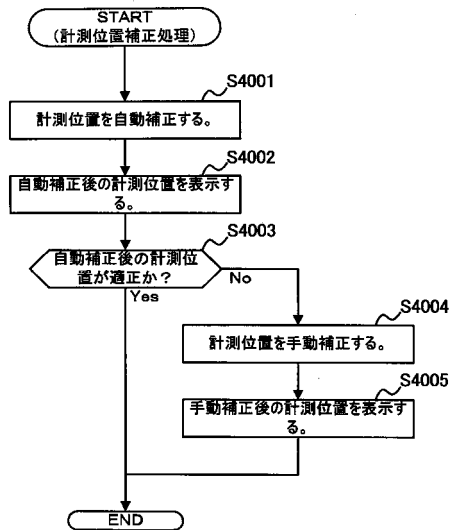 START
(計測位置補正処理)
S4001
計測位置を自動補正する。
S4002
自動補正後の計測位置を表示す
る。
S4003
自動補正後の計測位
置が適正か？
No
Yes
S4004
計測位置を手動補正する。
S4005
手動補正後の計測位置を表示す
る。
END